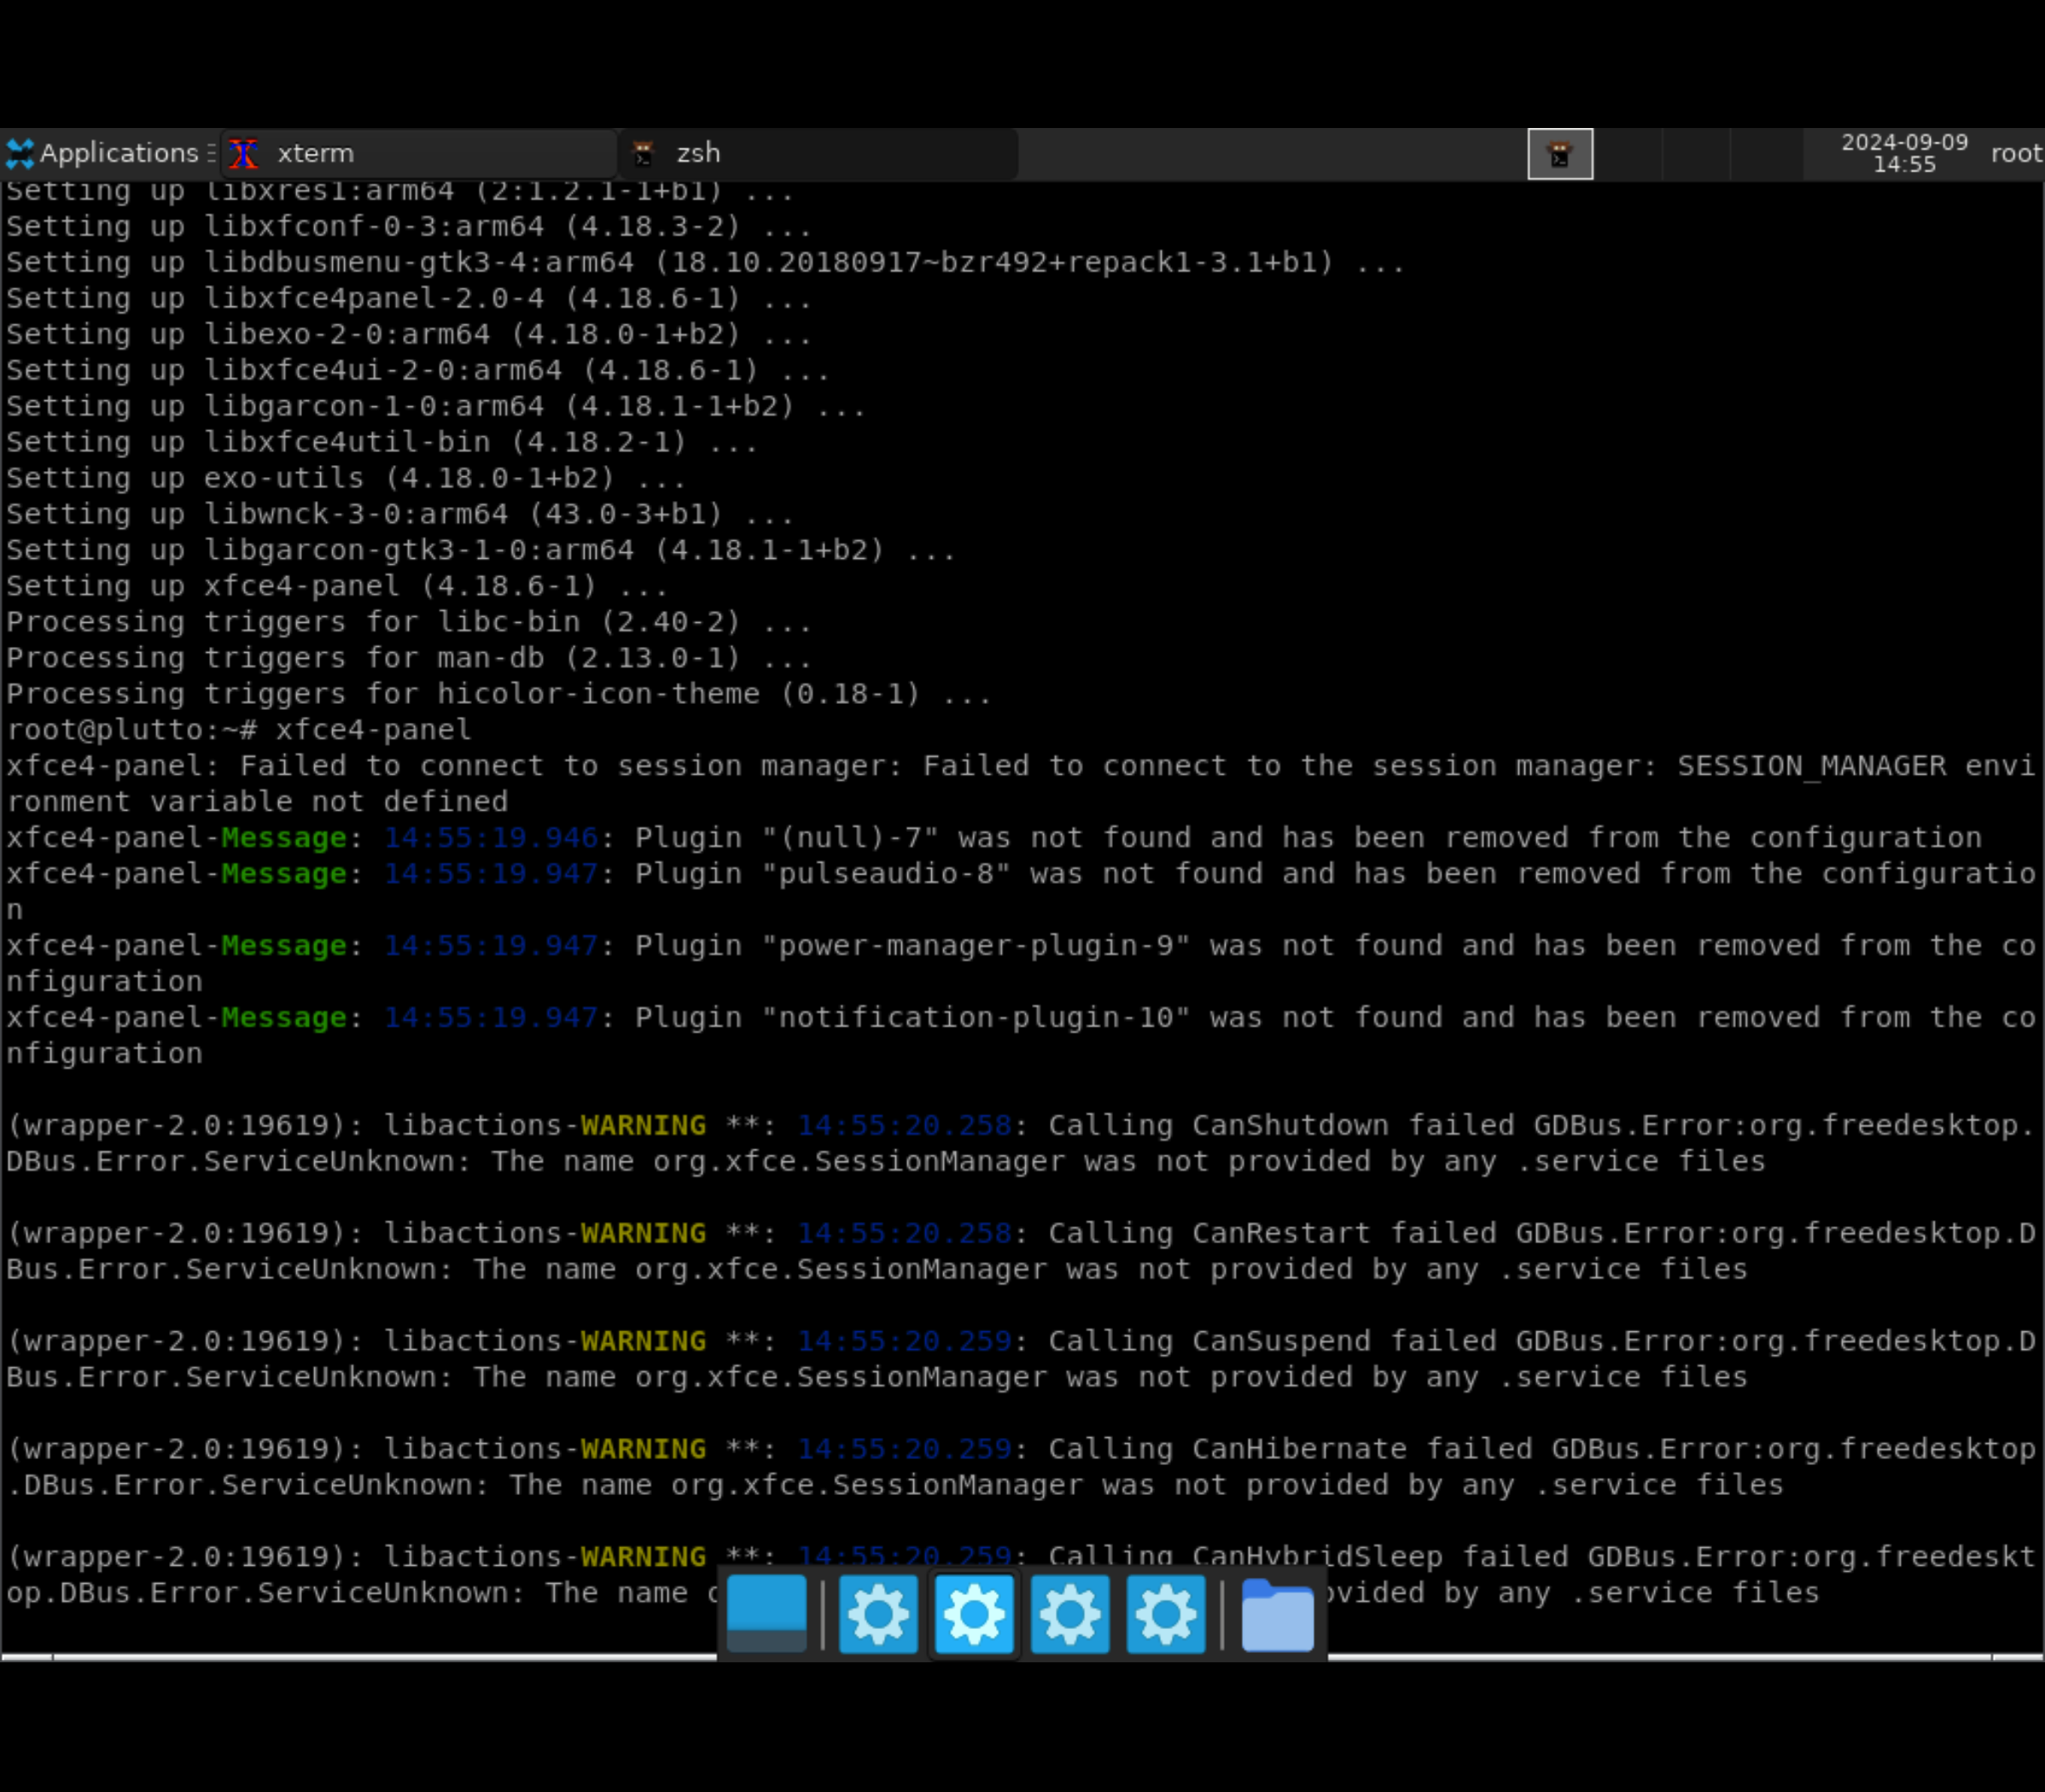 Applications xterm zsh 2024-09-09 root
14:55
Setting up libxres1:arm64 (2:1.2.1-1+b1) ...
Setting up libxfconf-0-3:arm64 (4.18.3-2) ...
Setting up libdbusmenu-gtk3-4:arm64 (18.10.20180917~bzr492+repack1-3.1+b1) ...
Setting up libxfce4panel-2.0-4 (4.18.6-1) ...
Setting up libexo-2-0:arm64 (4.18.0-1+b2) ...
Setting up libxfce4ui-2-0:arm64 (4.18.6-1) ...
Setting up libgarcon-1-0:arm64 (4.18.1-1+b2) ...
Setting up libxfce4util-bin (4.18.2-1) ...
Setting up exo-utils (4.18.0-1+b2) ...
Setting up libwnck-3-0:arm64 (43.0-3+b1) ...
Setting up libgarcon-gtk3-1-0:arm64 (4.18.1-1+b2) ...
Setting up xfce4-panel (4.18.6-1) ...
Processing triggers for libc-bin (2.40-2) ...
Processing triggers for man-db (2.13.0-1) ...
Processing triggers for hicolor-icon-theme (0.18-1) ...
root@plutto:~# xfce4-panel
xfce4-panel: Failed to connect to session manager: Failed to connect to the session manager: SESSION_MANAGER envi
ronment variable not defined
xfce4-panel-Message: 14:55:19.946: Plugin "(null)-7" was not found and has been removed from the configuration
xfce4-panel-Message: 14:55:19.947: Plugin "pulseaudio-8" was not found and has been removed from the configuratio
n
xfce4-panel-Message: 14:55:19.947: Plugin "power-manager-plugin-9" was not found and has been removed from the co
nfiguration
xfce4-panel-Message: 14:55:19.947: Plugin "notification-plugin-10" was not found and has been removed from the co
nfiguration
(wrapper-2.0:19619): libactions-WARNING **: 14:55:20.258: Calling CanShutdown failed GDBus.Error:org.freedesktop.
DBus.Error.ServiceUnknown: The name org.xfce.SessionManager was not provided by any .service files
(wrapper-2.0:19619): libactions-WARNING **: 14:55:20.258: Calling CanRestart failed GDBus.Error:org.freedesktop.D
Bus.Error.ServiceUnknown: The name org.xfce.SessionManager was not provided by any .service files
(wrapper-2.0:19619): libactions-WARNING **: 14:55:20.259: Calling CanSuspend failed GDBus.Error:org.freedesktop.D
Bus.Error.ServiceUnknown: The name org.xfce.SessionManager was not provided by any .service files
(wrapper-2.0:19619): libactions-WARNING **: 14:55:20.259: Calling CanHibernate failed GDBus.Error:org.freedesktop
.DBus.Error.ServiceUnknown: The name org.xfce.SessionManager was not provided by any .service files
(wrapper-2.0:19619): libactions-WARNING **: 14:55:20.259: Calling CanHybridSleep failed GDBus.Error:org.freedeskt
op.DBus.Error.ServiceUnknown: The name ovided by any .service files